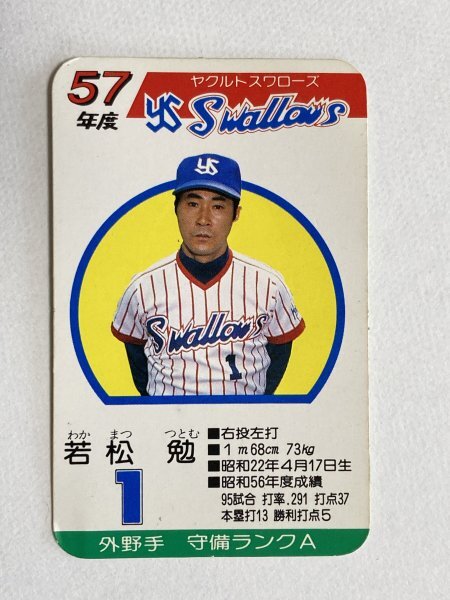 57
年度
ヤクルトスワローズ
YS Swallows
YS
Swallows
1
わか まつ つとむ
若松 勉
1
■右投左打
■1m68cm 73kg
■昭和22年4月17日生
■昭和56年度成績
95試合 打率.291 打点37
本塁打13 勝利打点5
外野手 守備ランクA